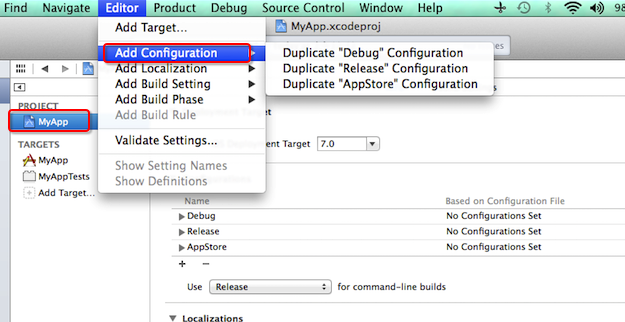 Find Navigate Editor Product Debug Source Control Window Help 98
MyApp.xcodeproj
Add Target...
Add Configuration
Duplicate "Debug" Configuration
Add Localization
Duplicate "Release" Configuration
Add Build Setting
Duplicate "AppStore" Configuration
Add Build Phase
Add Build Rule
Validate Settings...
Show Setting Names
Show Definitions
PROJECT
MyApp
TARGETS
MyApp
MyAppTests
Add Target...
Target
Deployment Target 7.0
Name Based on Configuration File
Debug No Configurations Set
Release No Configurations Set
AppStore No Configurations Set
+ −
Use Release for command-line builds
Localizations